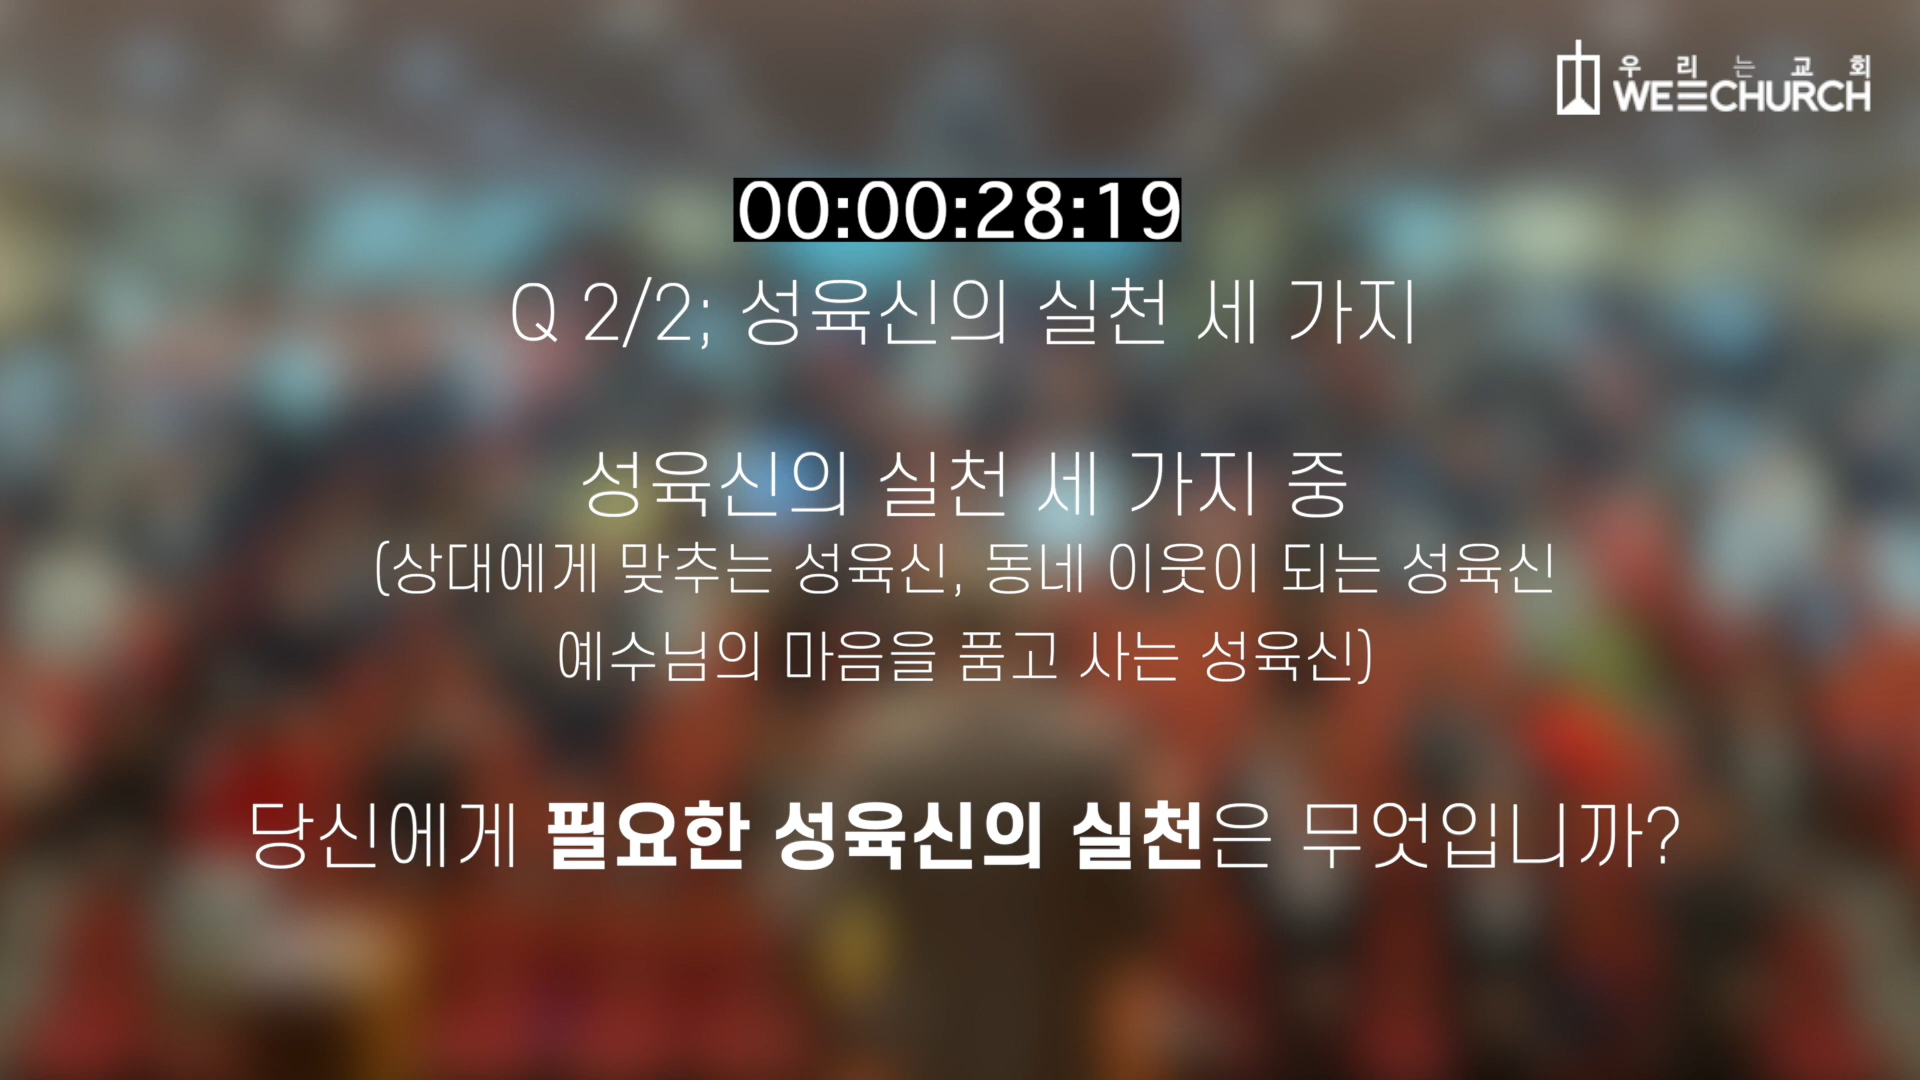 우리는교회
WECHURCH
00:00:28:19
Q 2/2; 성육신의 실천 세 가지
성육신의 실천 세 가지 중
(상대에게 맞추는 성육신, 동네 이웃이 되는 성육신
예수님의 마음을 품고 사는 성육신)
당신에게 필요한 성육신의 실천은 무엇입니까?